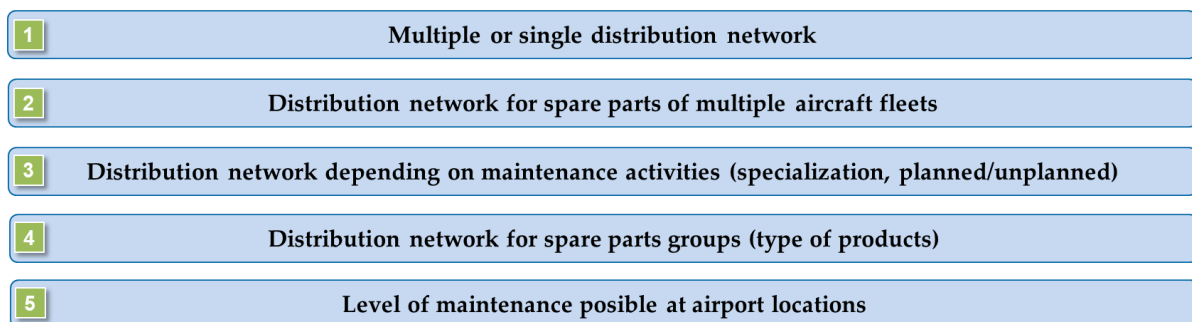 1 Multiple or single distribution network
2 Distribution network for spare parts of multiple aircraft fleets
3 Distribution network depending on maintenance activities (specialization, planned/unplanned)
4 Distribution network for spare parts groups (type of products)
5 Level of maintenance posible at airport locations